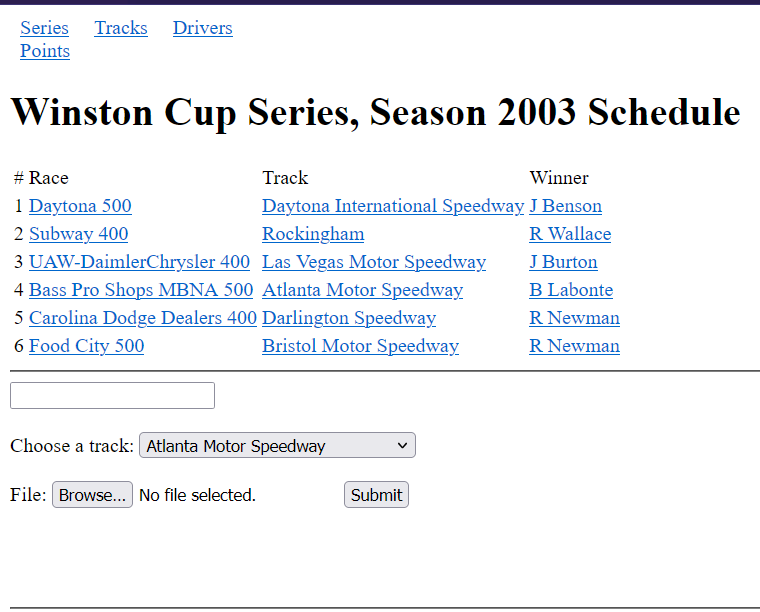 Series Tracks Drivers
Points
Winston Cup Series, Season 2003 Schedule
# Race Track Winner
1 Daytona 500 Daytona International Speedway J Benson
2 Subway 400 Rockingham R Wallace
3 UAW-DaimlerChrysler 400 Las Vegas Motor Speedway J Burton
4 Bass Pro Shops MBNA 500 Atlanta Motor Speedway B Labonte
5 Carolina Dodge Dealers 400 Darlington Speedway R Newman
6 Food City 500 Bristol Motor Speedway R Newman
Choose a track: Atlanta Motor Speedway
File: Browse... No file selected. Submit